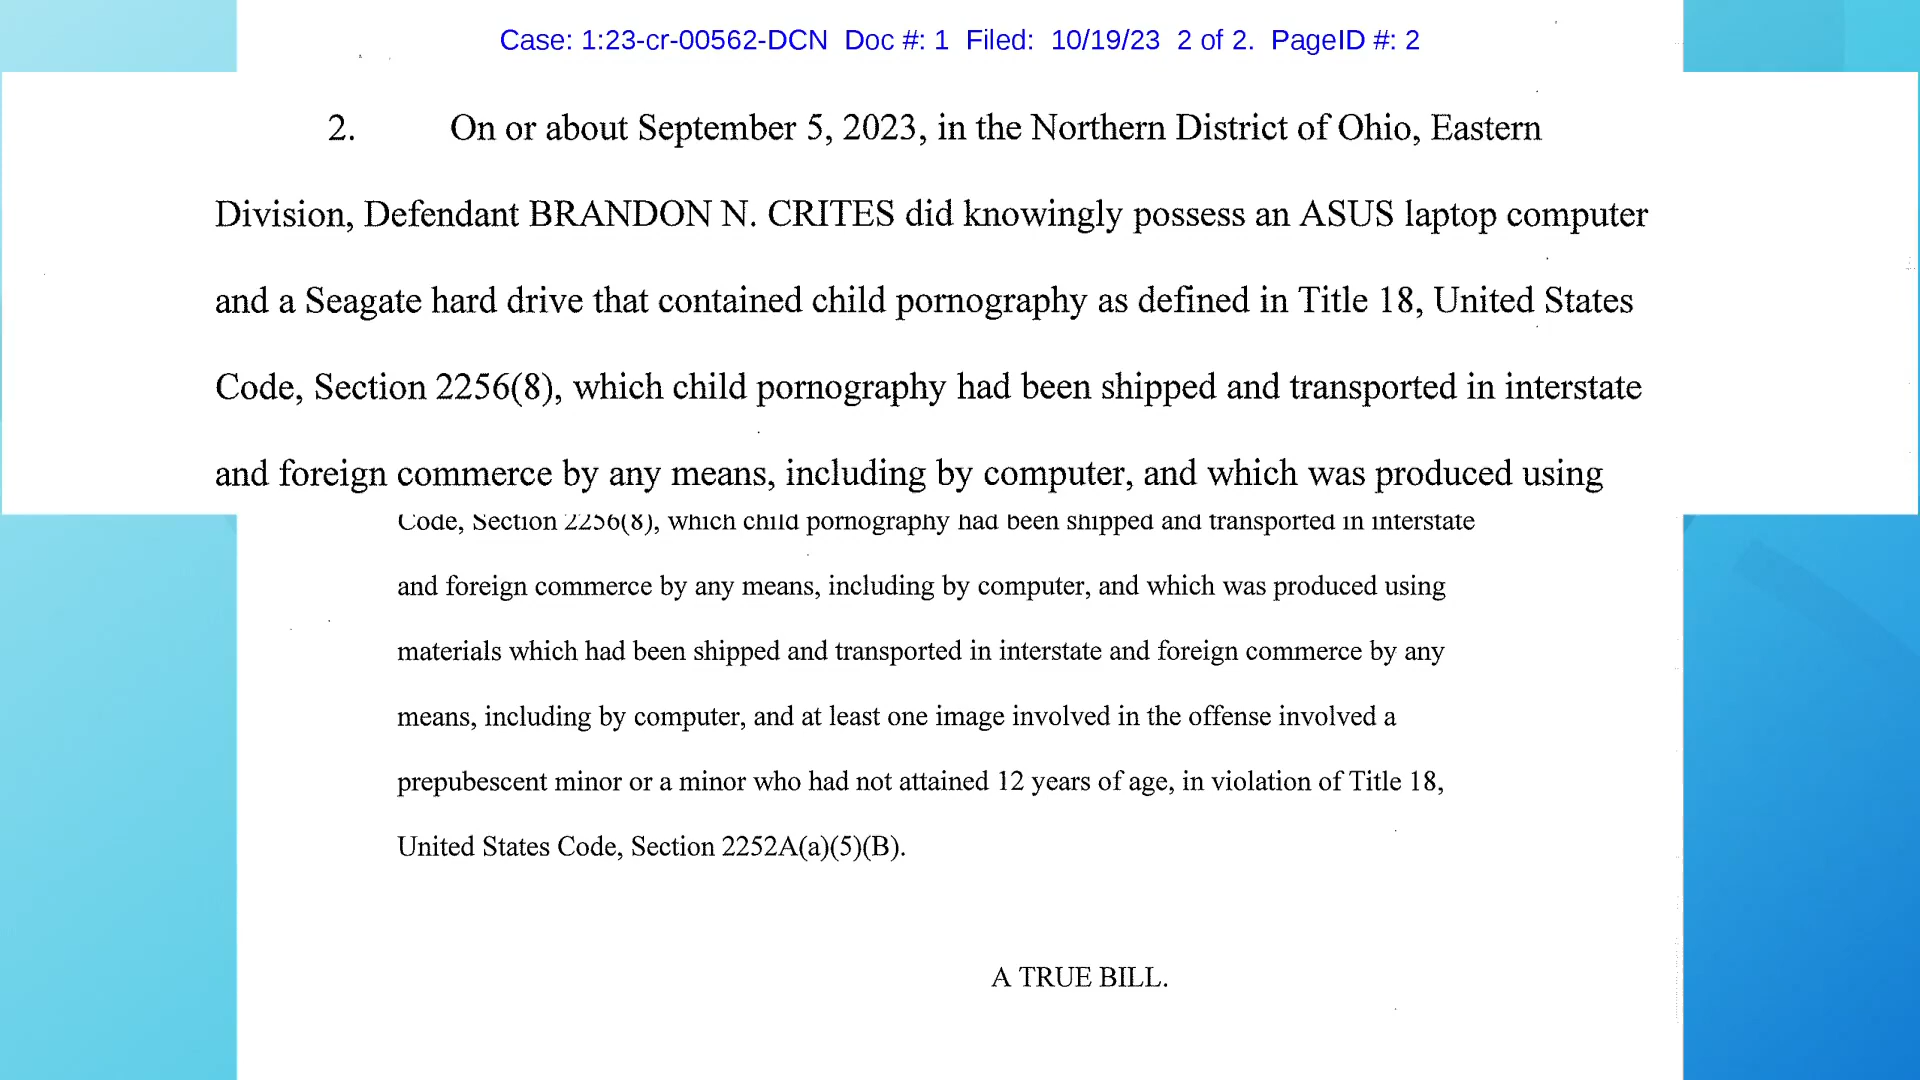 Case: 1:23-cr-00562-DCN Doc #: 1 Filed: 10/19/23 2 of 2. PageID #: 2
2. On or about September 5, 2023, in the Northern District of Ohio, Eastern
Division, Defendant BRANDON N. CRITES did knowingly possess an ASUS laptop computer
and a Seagate hard drive that contained child pornography as defined in Title 18, United States
Code, Section 2256(8), which child pornography had been shipped and transported in interstate
and foreign commerce by any means, including by computer, and which was produced using
Code, Section 2256(8), which child pornography had been shipped and transported in interstate
and foreign commerce by any means, including by computer, and which was produced using
materials which had been shipped and transported in interstate and foreign commerce by any
means, including by computer, and at least one image involved in the offense involved a
prepubescent minor or a minor who had not attained 12 years of age, in violation of Title 18,
United States Code, Section 2252A(a)(5)(B).
A TRUE BILL.